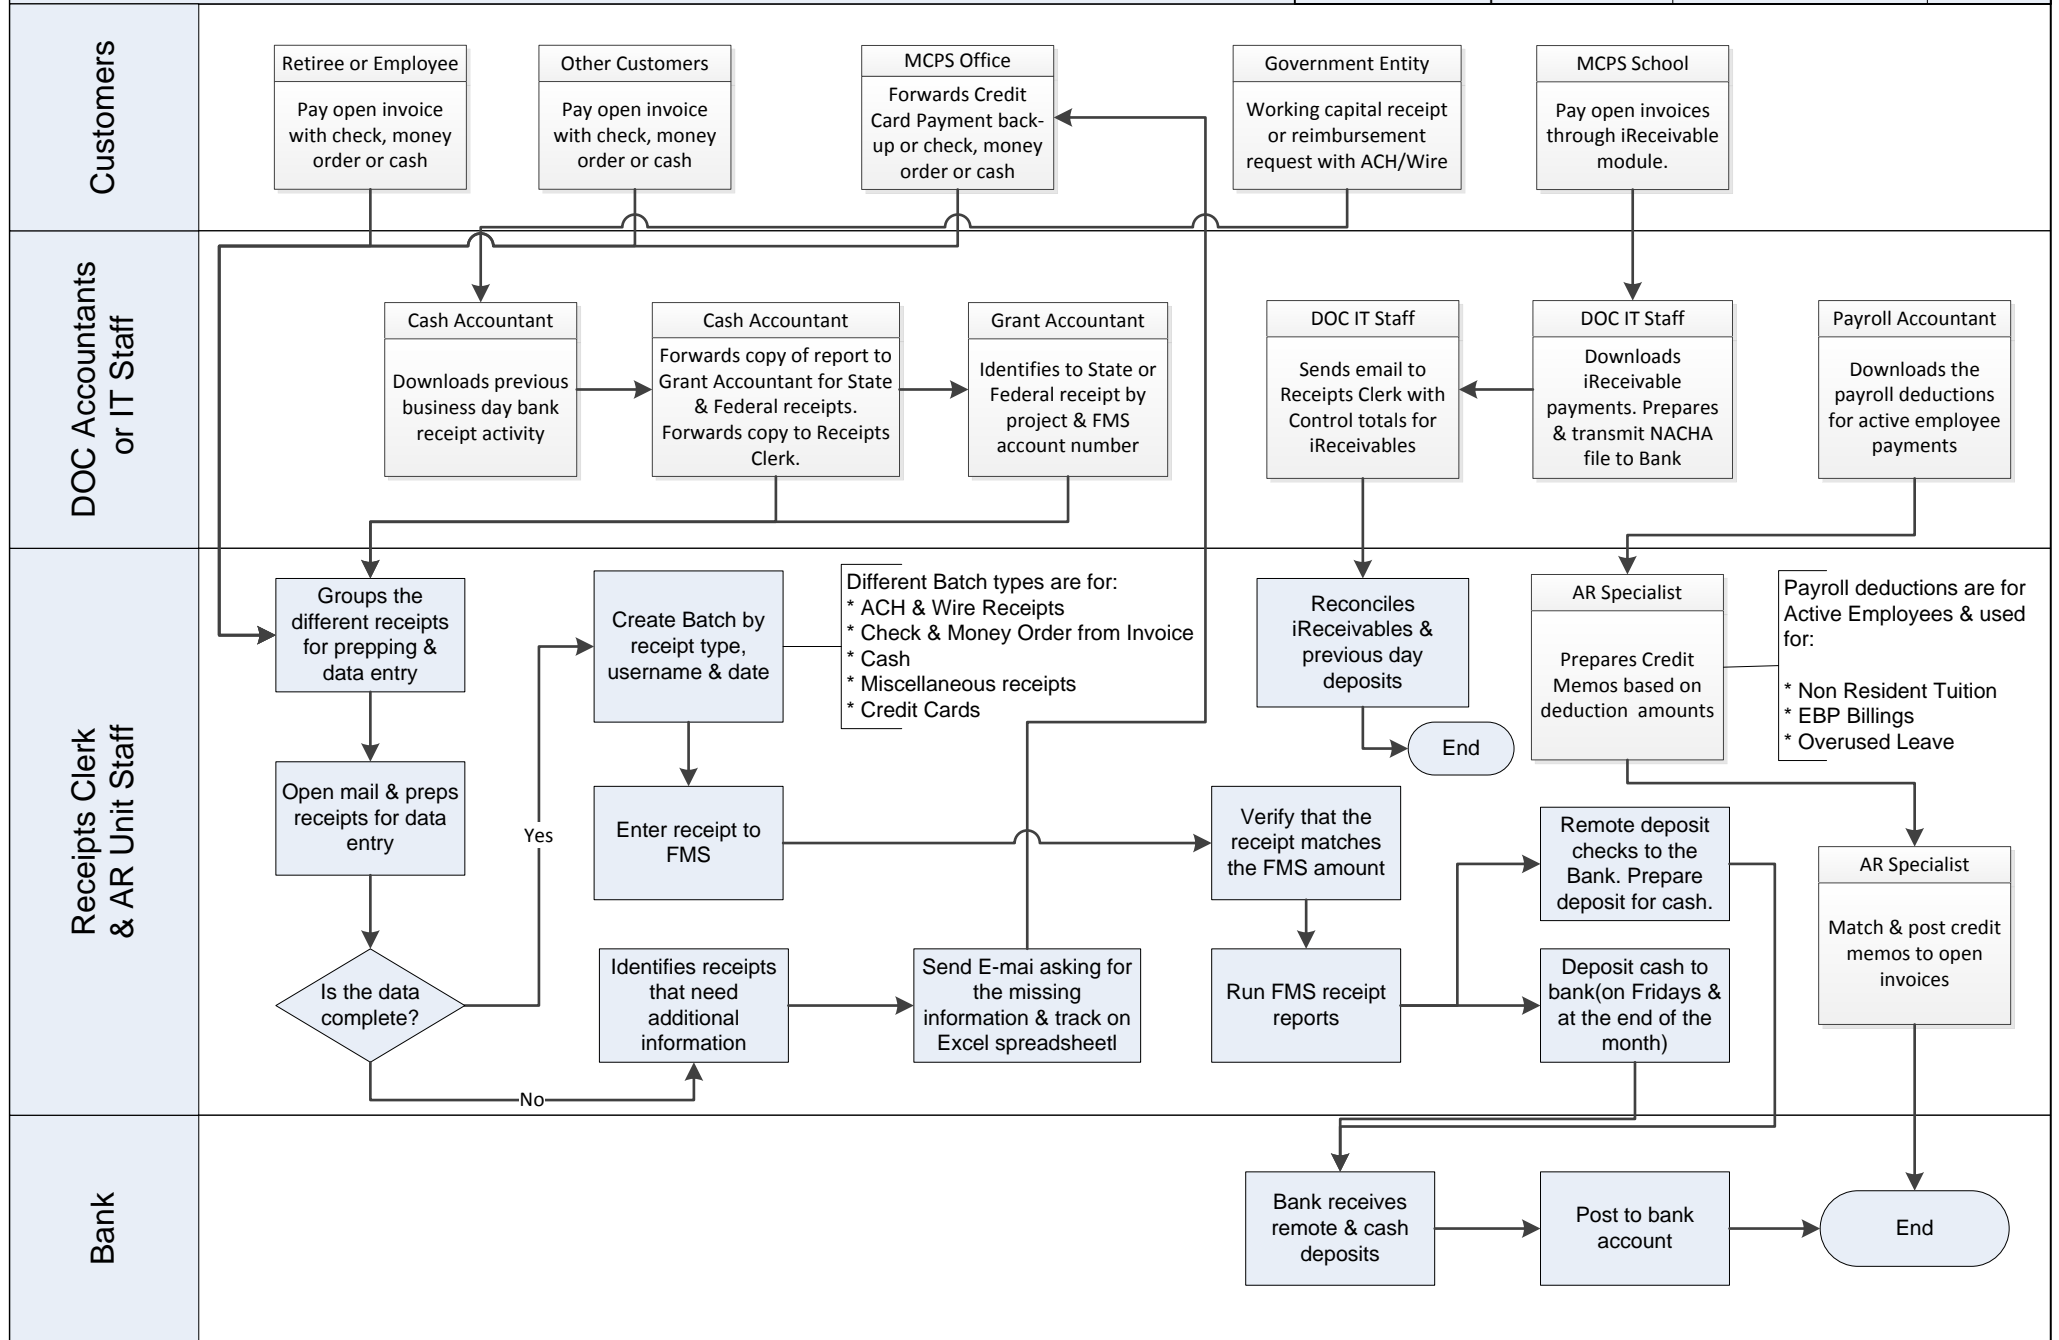 Customers
Retiree or Employee
Pay open invoice
with check, money
order or cash
Other Customers
Pay open invoice
with check, money
order or cash
MCPS Office
Forwards Credit
Card Payment back-
up or check, money
order or cash
Government Entity
Working capital receipt
or reimbursement
request with ACH/Wire
MCPS School
Pay open invoices
through iReceivable
module.
DOC Accountants
or IT Staff
Cash Accountant
Downloads previous
business day bank
receipt activity
Cash Accountant
Forwards copy of report to
Grant Accountant for State
& Federal receipts.
Forwards copy to Receipts
Clerk.
Grant Accountant
Identifies to State or
Federal receipt by
project & FMS
account number
DOC IT Staff
Sends email to
Receipts Clerk with
Control totals for
iReceivables
DOC IT Staff
Downloads
iReceivable
payments. Prepares
& transmit NACHA
file to Bank
Payroll Accountant
Downloads the
payroll deductions
for active employee
payments
Receipts Clerk
& AR Unit Staff
Groups the
different receipts
for prepping &
data entry
Create Batch by
receipt type,
username & date
Different Batch types are for:
* ACH & Wire Receipts
* Check & Money Order from Invoice
* Cash
* Miscellaneous receipts
* Credit Cards
Reconciles
iReceivables &
previous day
deposits
End
AR Specialist
Prepares Credit
Memos based on
deduction amounts
Payroll deductions are for
Active Employees & used
for:
* Non Resident Tuition
* EBP Billings
* Overused Leave
Open mail & preps
receipts for data
entry
Yes
Enter receipt to
FMS
Verify that the
receipt matches
the FMS amount
Remote deposit
checks to the
Bank. Prepare
deposit for cash.
AR Specialist
Match & post credit
memos to open
invoices
Is the data
complete?
No
Identifies receipts
that need
additional
information
Send E-mai asking for
the missing
information & track on
Excel spreadsheetl
Run FMS receipt
reports
Deposit cash to
bank(on Fridays &
at the end of the
month)
Bank
Bank receives
remote & cash
deposits
Post to bank
account
End